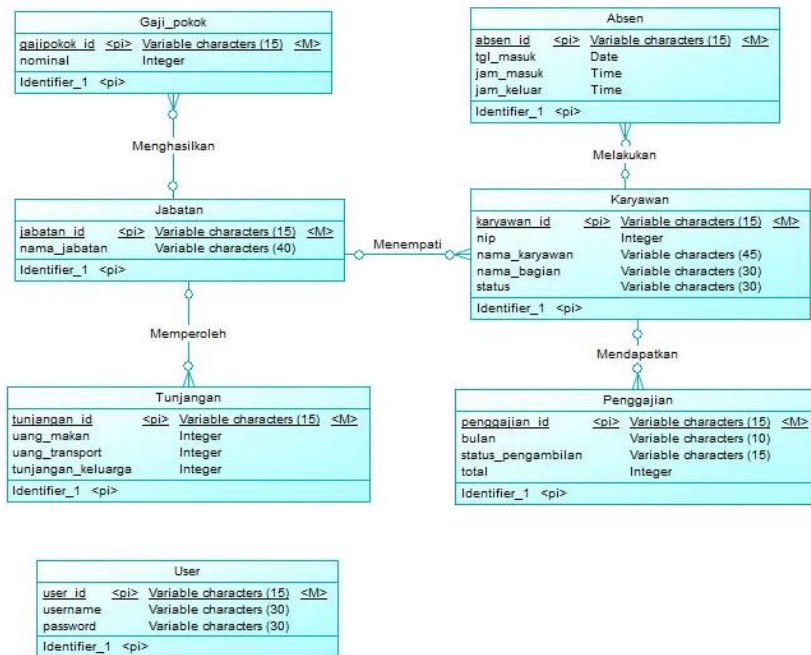 Gaji_pokok
gajipokok_id <pi> Variable characters (15) <M>
nominal Integer
Identifier_1 <pi>
Absen
absen_id <pi> Variable characters (15) <M>
tgl_masuk Date
jam_masuk Time
jam_keluar Time
Identifier_1 <pi>
Menghasilkan
Melakukan
Jabatan
jabatan_id <pi> Variable characters (15) <M>
nama_jabatan Variable characters (40)
Identifier_1 <pi>
Menempati
Karyawan
karyawan_id <pi> Variable characters (15) <M>
nip Integer
nama_karyawan Variable characters (45)
nama_bagian Variable characters (30)
status Variable characters (30)
Identifier_1 <pi>
Memperoleh
Mendapatkan
Tunjangan
tunjangan_id <pi> Variable characters (15) <M>
uang_makan Integer
uang_transport Integer
tunjangan_keluarga Integer
Identifier_1 <pi>
Penggajian
penggajian_id <pi> Variable characters (15) <M>
bulan Variable characters (10)
status_pengambilan Variable characters (15)
total Integer
Identifier_1 <pi>
User
user_id <pi> Variable characters (15) <M>
username Variable characters (30)
password Variable characters (30)
Identifier_1 <pi>